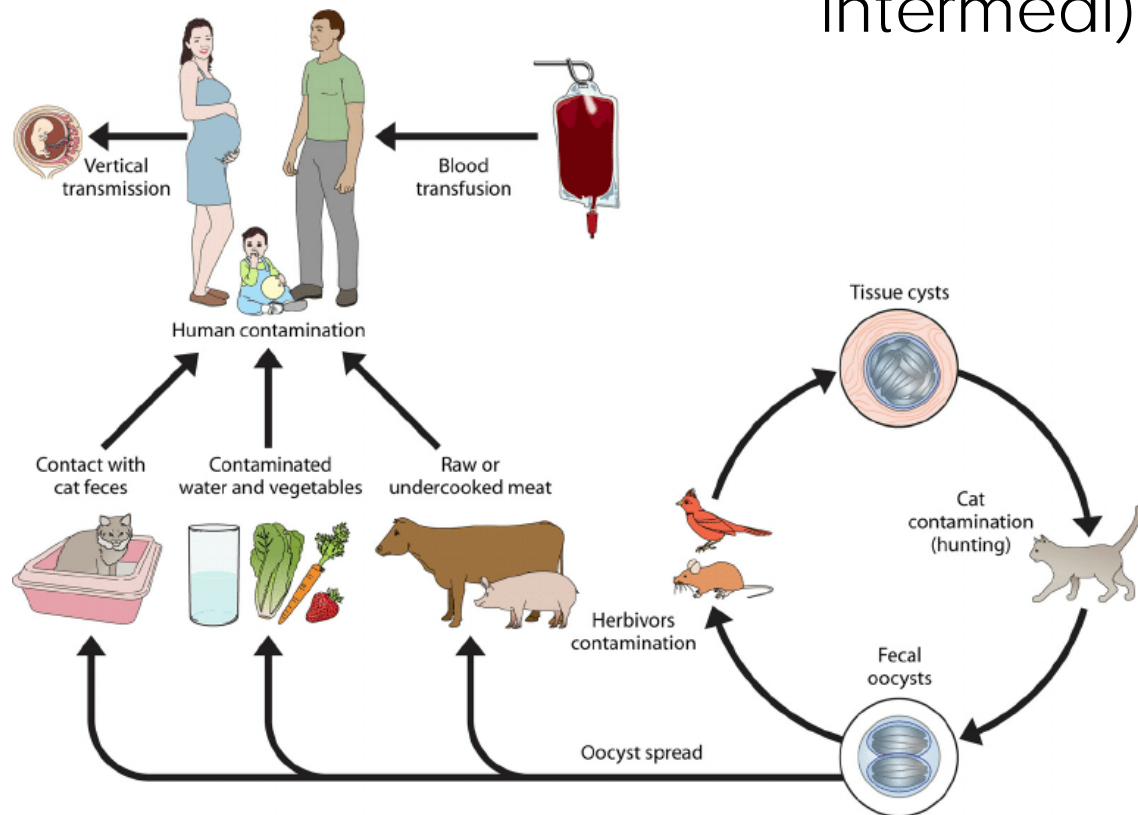 intermedi)
Vertical
transmission
Blood
transfusion
Human contamination
Tissue cysts
Contact with
cat feces
Contaminated
water and vegetables
Raw or
undercooked meat
Cat
contamination
(hunting)
Herbivors
contamination
Fecal
oocysts
Oocyst spread